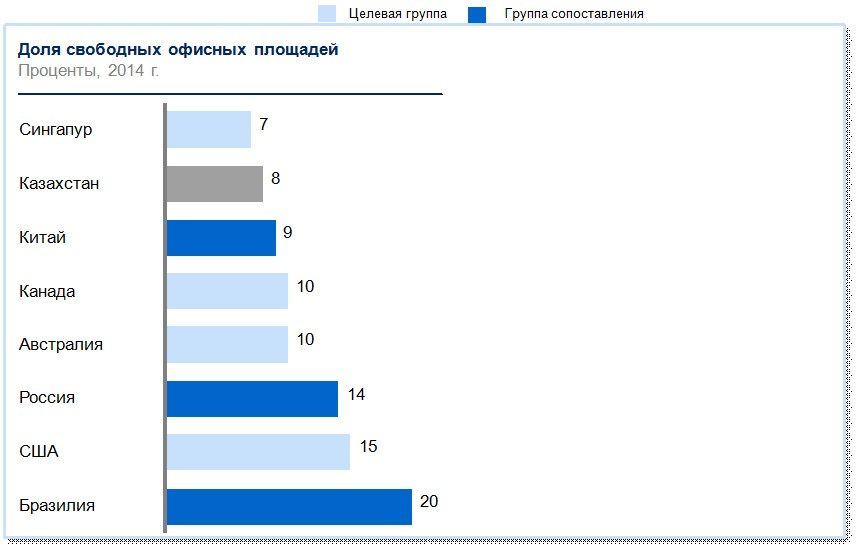 Целевая группа Группа сопоставления
Доля свободных офисных площадей
Проценты, 2014 г.
Сингапур 7
Казахстан 8
Китай 9
Канада 10
Австралия 10
Россия 14
США 15
Бразилия 20